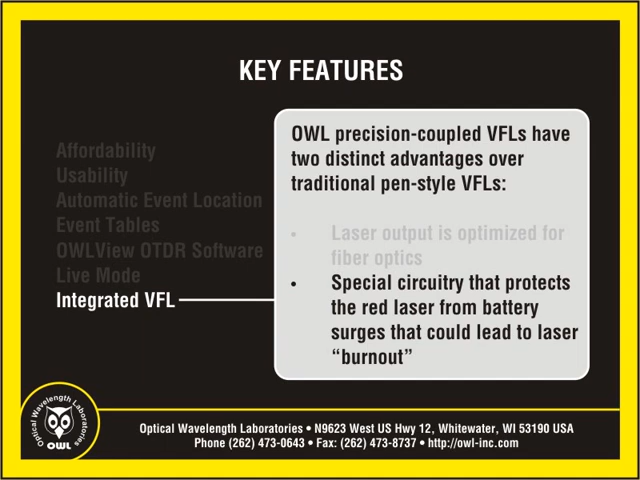 KEY FEATURES
Affordability
Usability
Automatic Event Location
Event Tables
OWLView OTDR Software
Live Mode
Integrated VFL
OWL precision-coupled VFLs have
two distinct advantages over
traditional pen-style VFLs:
• Laser output is optimized for
fiber optics
• Special circuitry that protects
the red laser from battery
surges that could lead to laser
“burnout”
Optical Wavelength Laboratories
OWL
Optical Wavelength Laboratories • N9623 West US Hwy 12, Whitewater, WI 53190 USA
Phone (262) 473-0643 • Fax: (262) 473-8737 • http://owl-inc.com